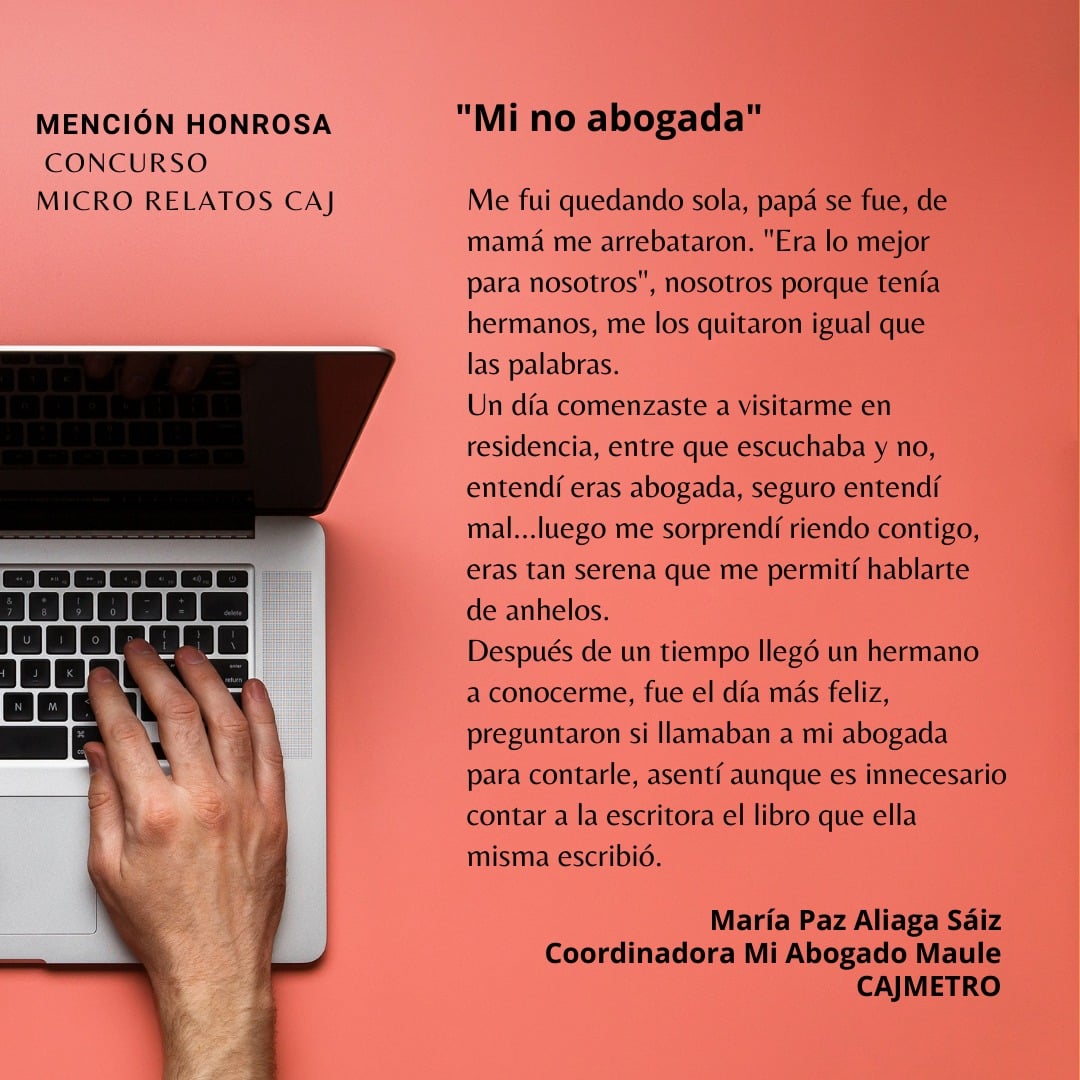 MENCIÓN HONROSA
CONCURSO
MICRO RELATOS CAJ
"Mi no abogada"
Me fui quedando sola, papá se fue, de
mamá me arrebataron. "Era lo mejor
para nosotros", nosotros porque tenía
hermanos, me los quitaron igual que
las palabras.
Un día comenzaste a visitarme en
residencia, entre que escuchaba y no,
entendí eras abogada, seguro entendí
mal...luego me sorprendí riendo contigo,
eras tan serena que me permití hablarte
de anhelos.
Después de un tiempo llegó un hermano
a conocerme, fue el día más feliz,
preguntaron si llamaban a mi abogada
para contarle, asentí aunque es innecesario
contar a la escritora el libro que ella
misma escribió.
María Paz Aliaga Sáiz
Coordinadora Mi Abogado Maule
CAJMETRO